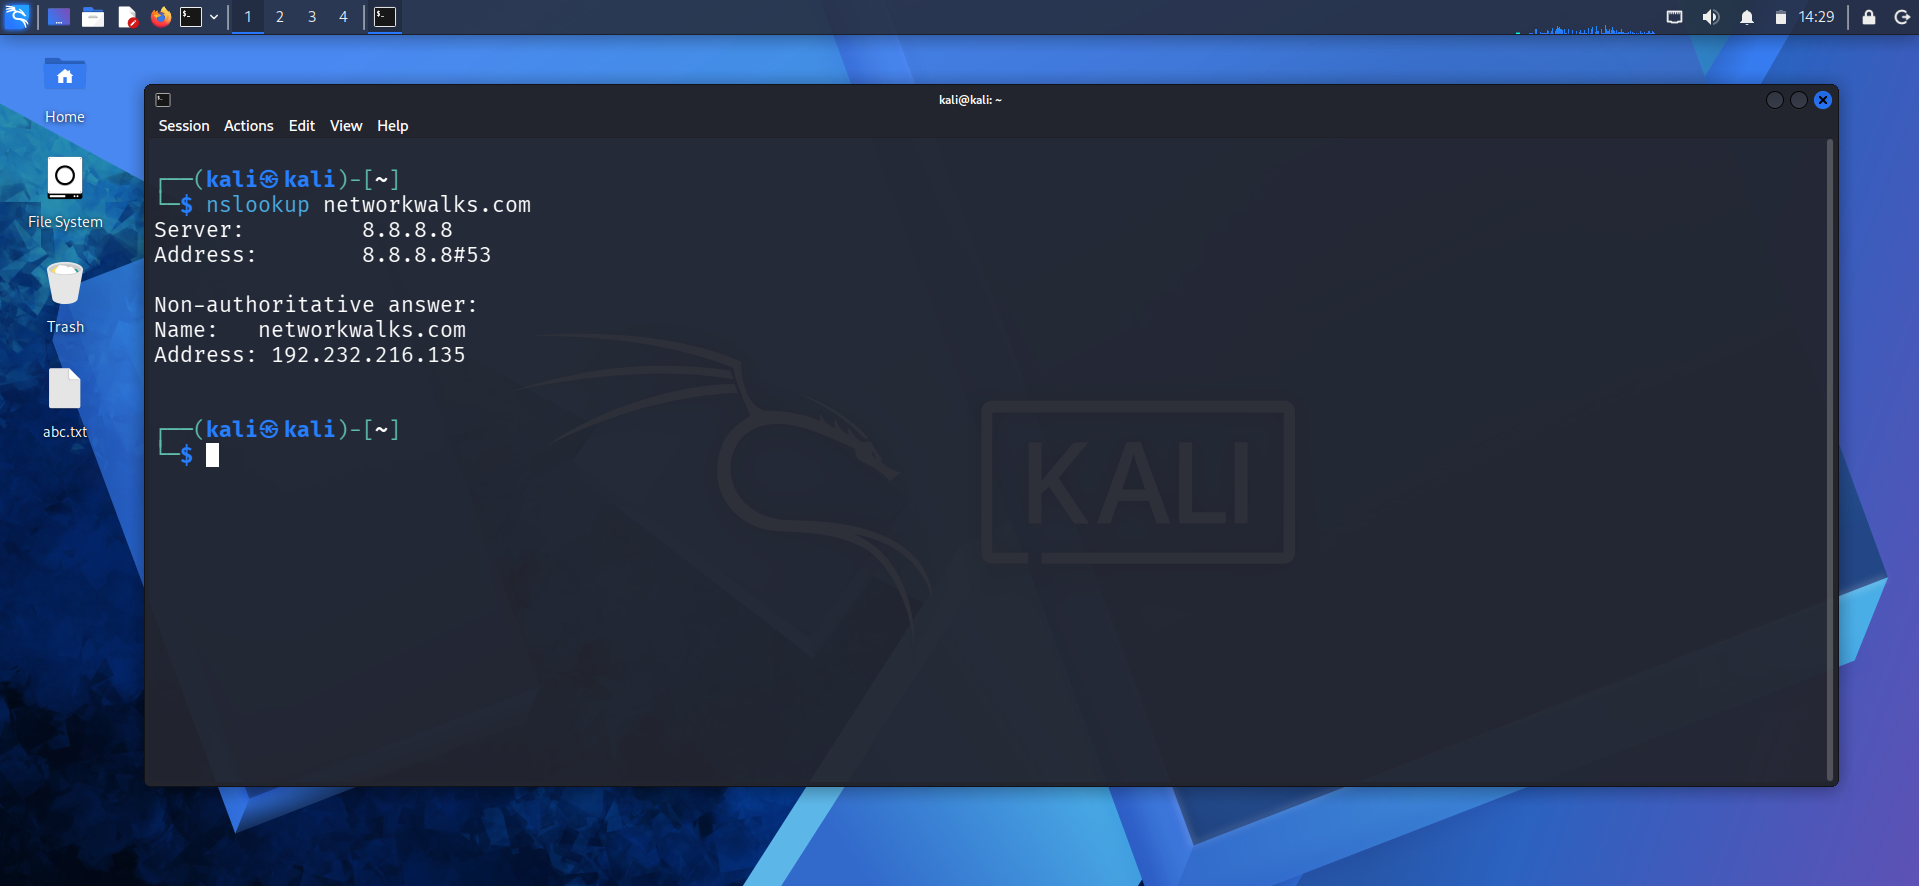 1 2 3 4
14:29
Home
File System
Trash
abc.txt
kali@kali: ~
Session Actions Edit View Help
┌──(kali㉿kali)-[~]
└─$ nslookup networkwalks.com
Server: 8.8.8.8
Address: 8.8.8.8#53
Non-authoritative answer:
Name: networkwalks.com
Address: 192.232.216.135
┌──(kali㉿kali)-[~]
└─$
KALI